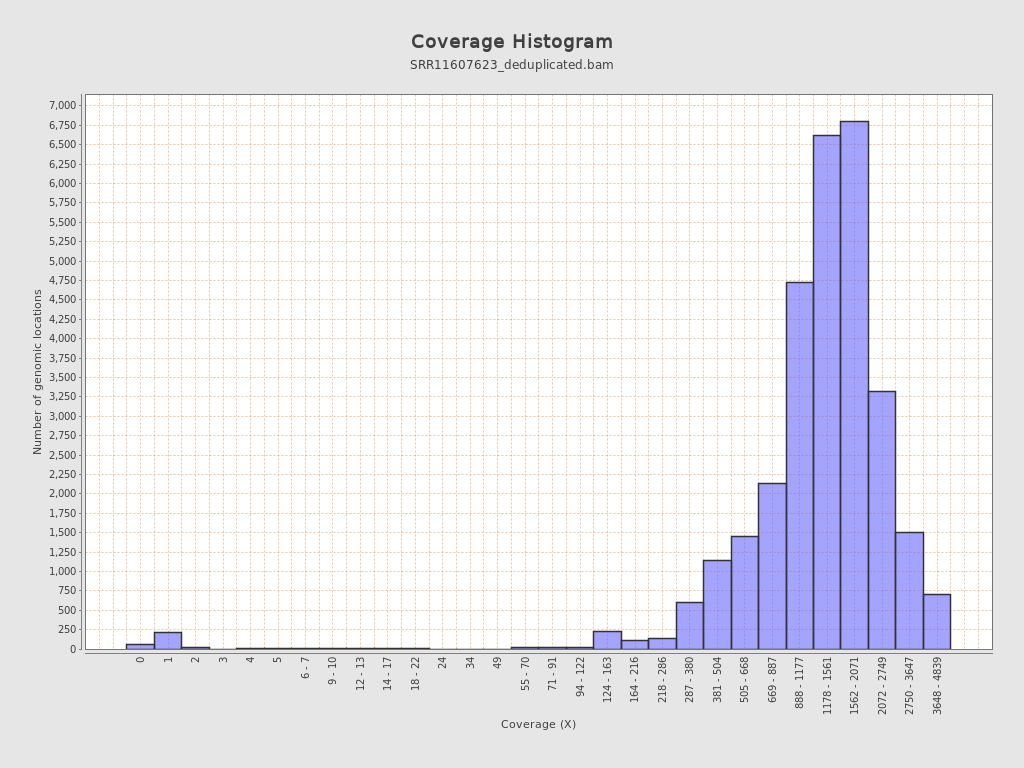 Coverage Histogram
SRR11607623_deduplicated.bam
Number of genomic locations
7,000
6,750
6,500
6,250
6,000
5,750
5,500
5,250
5,000
4,750
4,500
4,250
4,000
3,750
3,500
3,250
3,000
2,750
2,500
2,250
2,000
1,750
1,500
1,250
1,000
750
500
250
0
0
1
2
3
4
5
6 - 7
9 - 10
12 - 13
14 - 17
18 - 22
24
34
49
55 - 70
71 - 91
94 - 122
124 - 163
164 - 216
218 - 286
287 - 380
381 - 504
505 - 668
669 - 887
888 - 1177
1178 - 1561
1562 - 2071
2072 - 2749
2750 - 3647
3648 - 4839
Coverage (X)